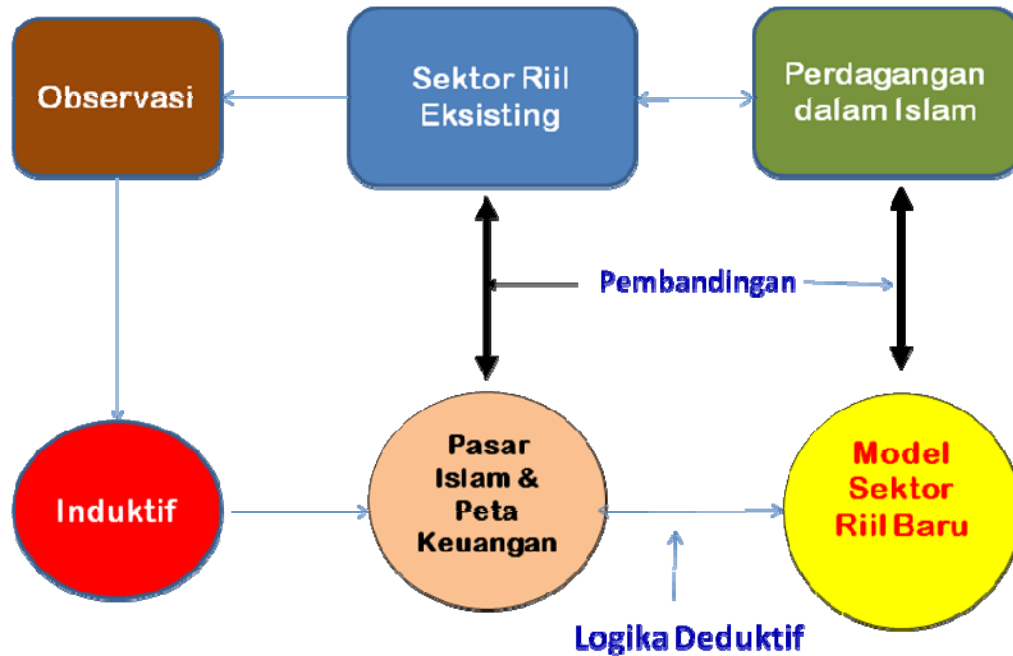 Observasi
Sektor Riil
Eksisting
Perdagangan
dalam Islam
Pembandingan
Induktif
Pasar
Islam &
Peta
Keuangan
Model
Sektor
Riil Baru
Logika Deduktif